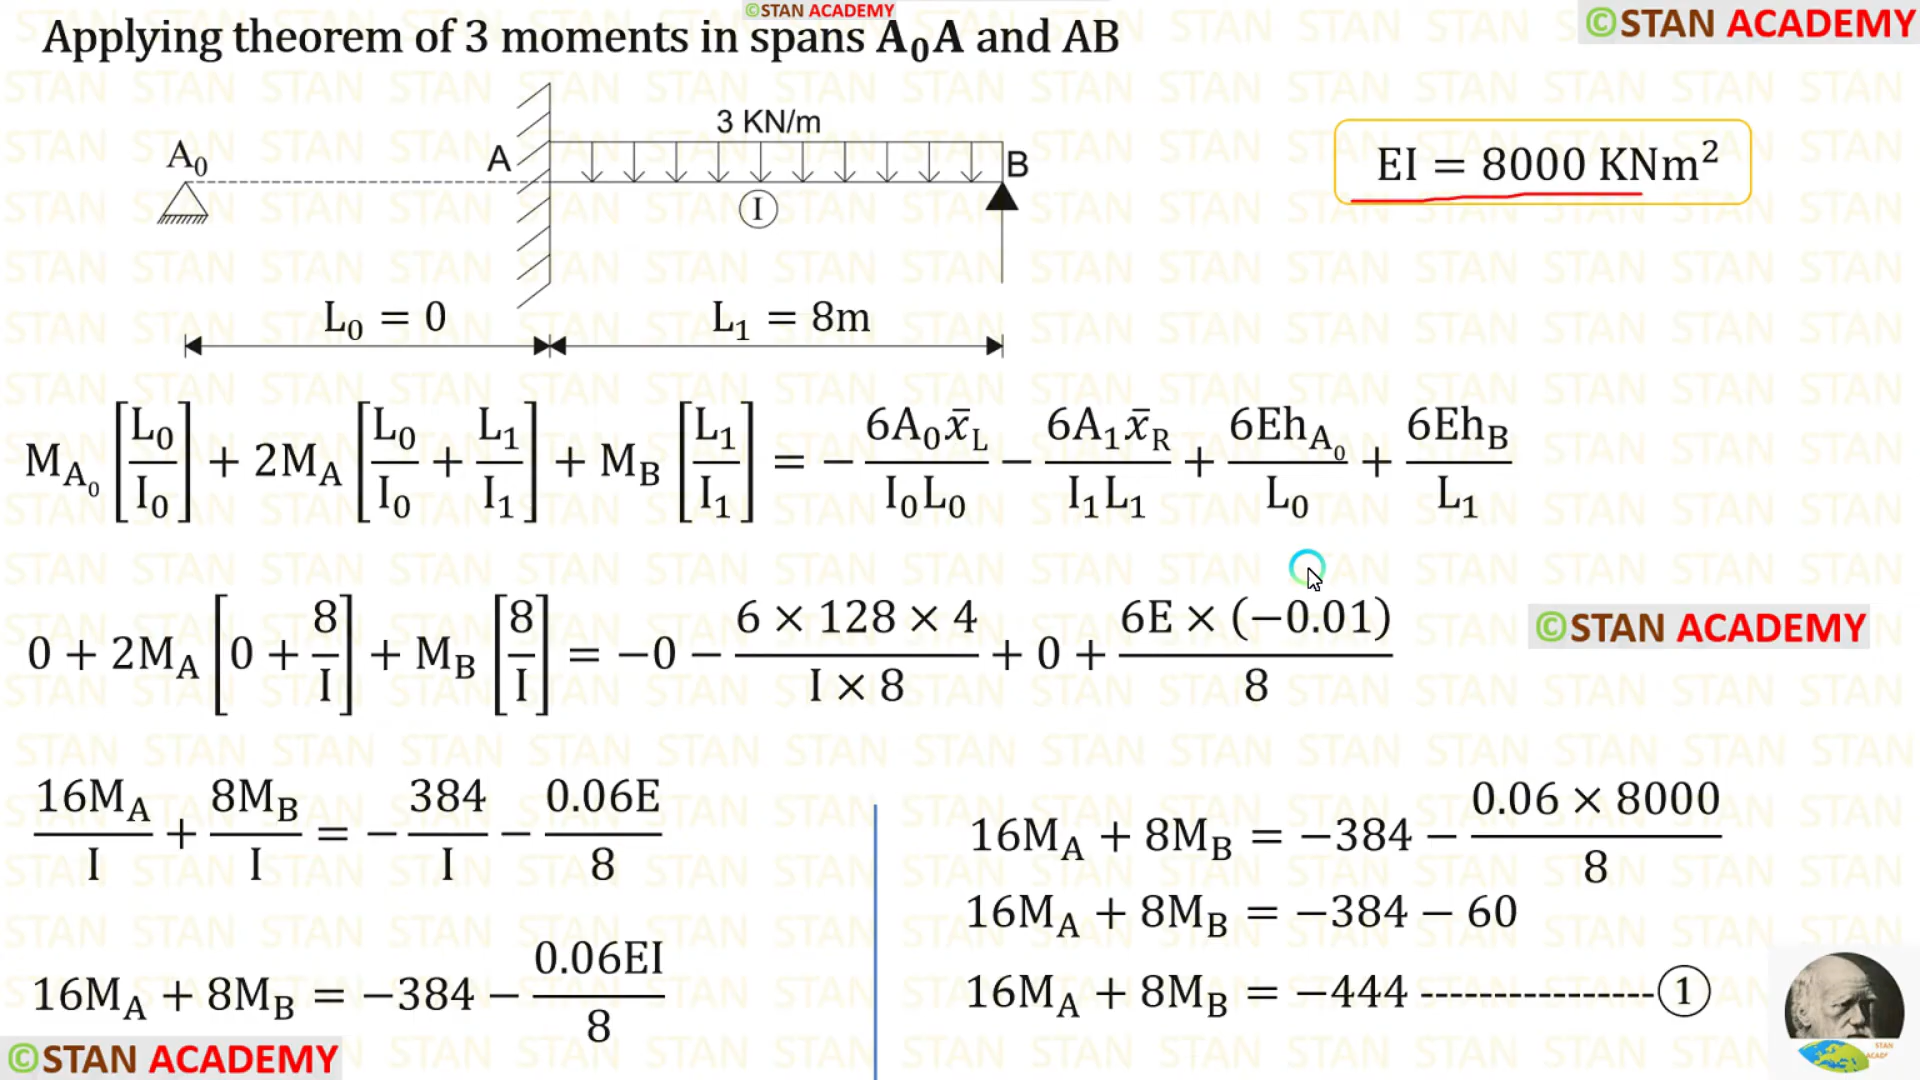 ©STAN ACADEMY
©STAN ACADEMY
Applying theorem of 3 moments in spans A₀A and AB
3 KN/m
A₀
A
B
I
EI = 8000 KNm²
L₀ = 0
L₁ = 8m
M_A₀ [L₀/I₀] + 2M_A [L₀/I₀ + L₁/I₁] + M_B [L₁/I₁] = − 6A₀x̄_L/I₀L₀ − 6A₁x̄_R/I₁L₁ + 6Eh_A₀/L₀ + 6Eh_B/L₁
0 + 2M_A [0 + 8/I] + M_B [8/I] = −0 − 6 × 128 × 4/I × 8 + 0 + 6E × (−0.01)/8
©STAN ACADEMY
16M_A/I + 8M_B/I = − 384/I − 0.06E/8
16M_A + 8M_B = −384 − 0.06EI/8
16M_A + 8M_B = −384 − 0.06 × 8000/8
16M_A + 8M_B = −384 − 60
16M_A + 8M_B = −444 ----------------- 1
©STAN ACADEMY
STAN